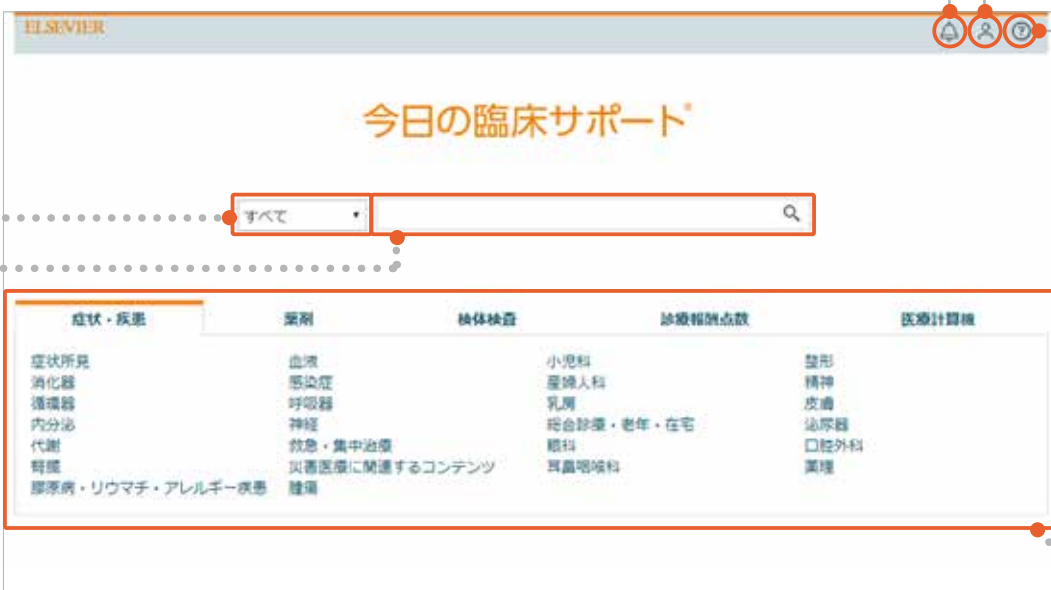 ELSEVIER
今日の臨床サポート®
すべて
症状・疾患 薬剤 検体検査 診療報酬点数 医療計算機
症状所見 血液 小児科 整形
消化器 感染症 産婦人科 精神
循環器 呼吸器 乳房 皮膚
内分泌 神経 総合診療・老年・在宅 泌尿器
代謝 救急・集中治療 眼科 口腔外科
腎臓 災害医療に関連するコンテンツ 耳鼻咽喉科 薬理
膠原病・リウマチ・アレルギー疾患 腫瘍